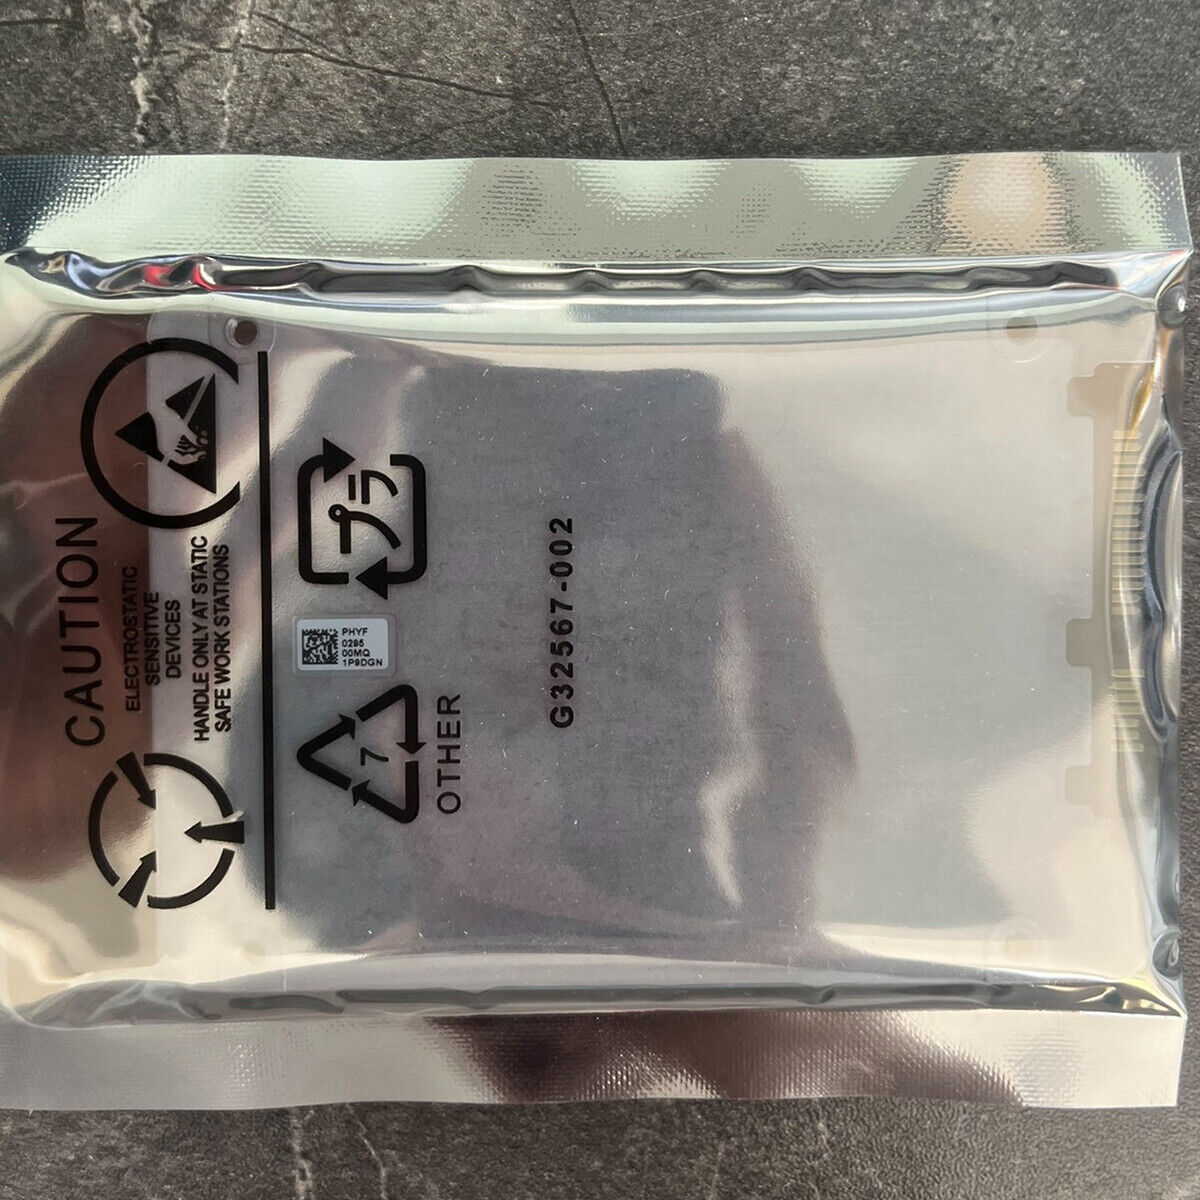 CAUTION
ELECTROSTATIC
SENSITIVE
DEVICES
HANDLE ONLY AT STATIC
SAFE WORK STATIONS
プラ
PHYF
0295
00MQ
1P9DGN
7
OTHER
G32567-002